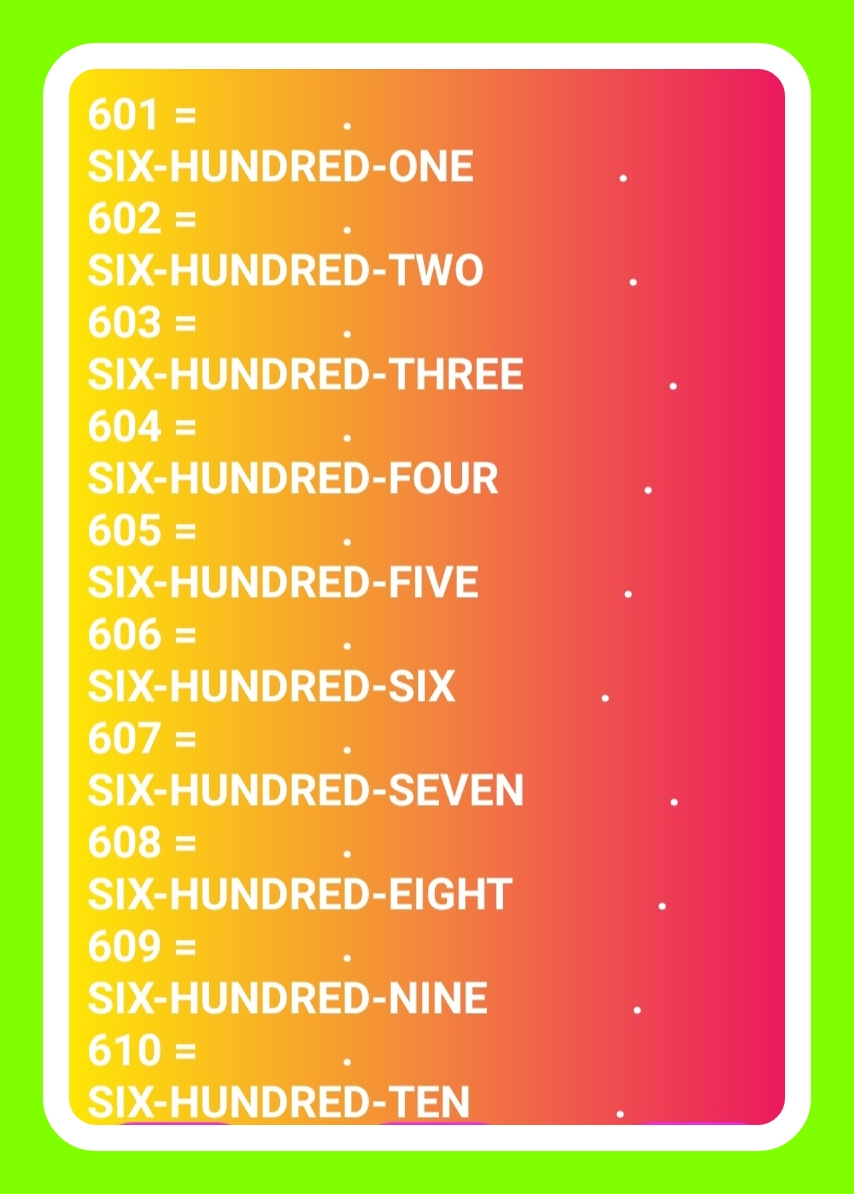 601 = .
SIX-HUNDRED-ONE .
602 = .
SIX-HUNDRED-TWO .
603 = .
SIX-HUNDRED-THREE .
604 = .
SIX-HUNDRED-FOUR .
605 = .
SIX-HUNDRED-FIVE .
606 = .
SIX-HUNDRED-SIX .
607 = .
SIX-HUNDRED-SEVEN .
608 = .
SIX-HUNDRED-EIGHT .
609 = .
SIX-HUNDRED-NINE .
610 = .
SIX-HUNDRED-TEN .